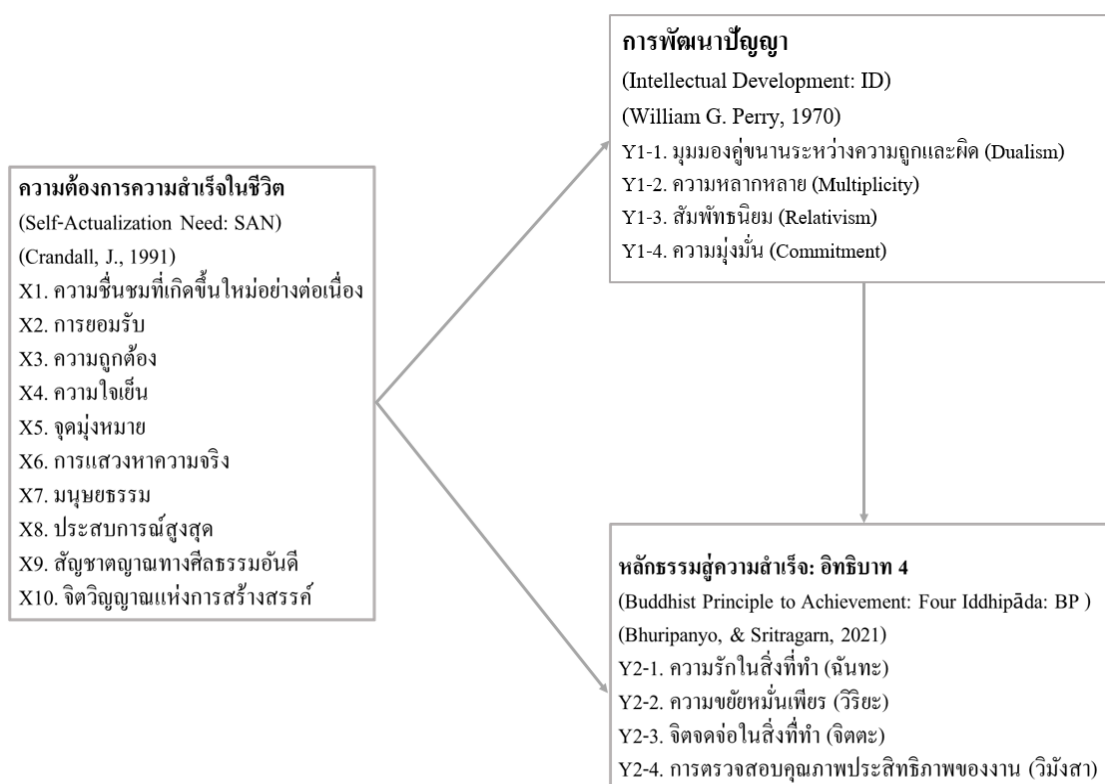 ความต้องการความสำเร็จในชีวิต
(Self-Actualization Need: SAN)
(Crandall, J., 1991)
X1. ความชื่นชมที่เกิดขึ้นใหม่อย่างต่อเนื่อง
X2. การยอมรับ
X3. ความถูกต้อง
X4. ความใจเย็น
X5. จุดมุ่งหมาย
X6. การแสวงหาความจริง
X7. มนุษยธรรม
X8. ประสบการณ์สูงสุด
X9. สัญชาตญาณทางศีลธรรมอันดี
X10. จิตวิญญาณแห่งการสร้างสรรค์
การพัฒนาปัญญา
(Intellectual Development: ID)
(William G. Perry, 1970)
Y1-1. มุมมองคู่ขนานระหว่างความถูกและผิด (Dualism)
Y1-2. ความหลากหลาย (Multiplicity)
Y1-3. สัมพัทธนิยม (Relativism)
Y1-4. ความมุ่งมั่น (Commitment)
หลักธรรมสู่ความสำเร็จ: อิทธิบาท 4
(Buddhist Principle to Achievement: Four Iddhipāda: BP )
(Bhuripanyo, & Sritragarn, 2021)
Y2-1. ความรักในสิ่งที่ทำ (ฉันทะ)
Y2-2. ความขยัยหมั่นเพียร (วิริยะ)
Y2-3. จิตจดจ่อในสิ่งที่ทำ (จิตตะ)
Y2-4. การตรวจสอบคุณภาพประสิทธิภาพของงาน (วิมังสา)